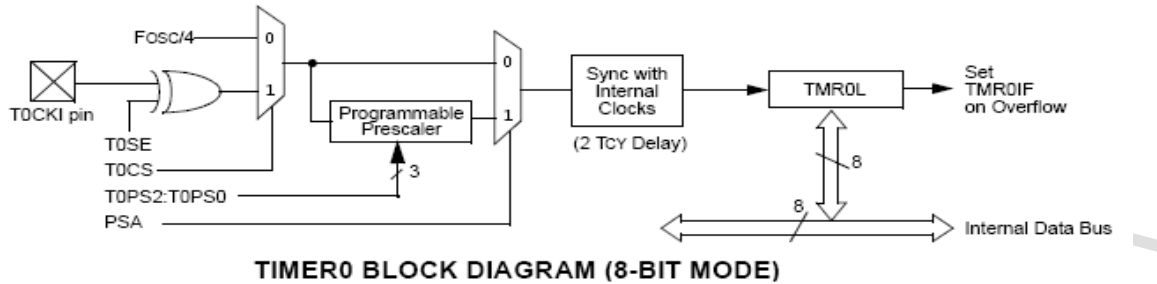 FOSC/4
0
1
T0CKI pin
T0SE
T0CS
T0PS2:T0PS0
PSA
Programmable
Prescaler
3
0
1
Sync with
Internal
Clocks
(2 TCY Delay)
TMR0L
Set
TMR0IF
on Overflow
8
8
Internal Data Bus
TIMER0 BLOCK DIAGRAM (8-BIT MODE)